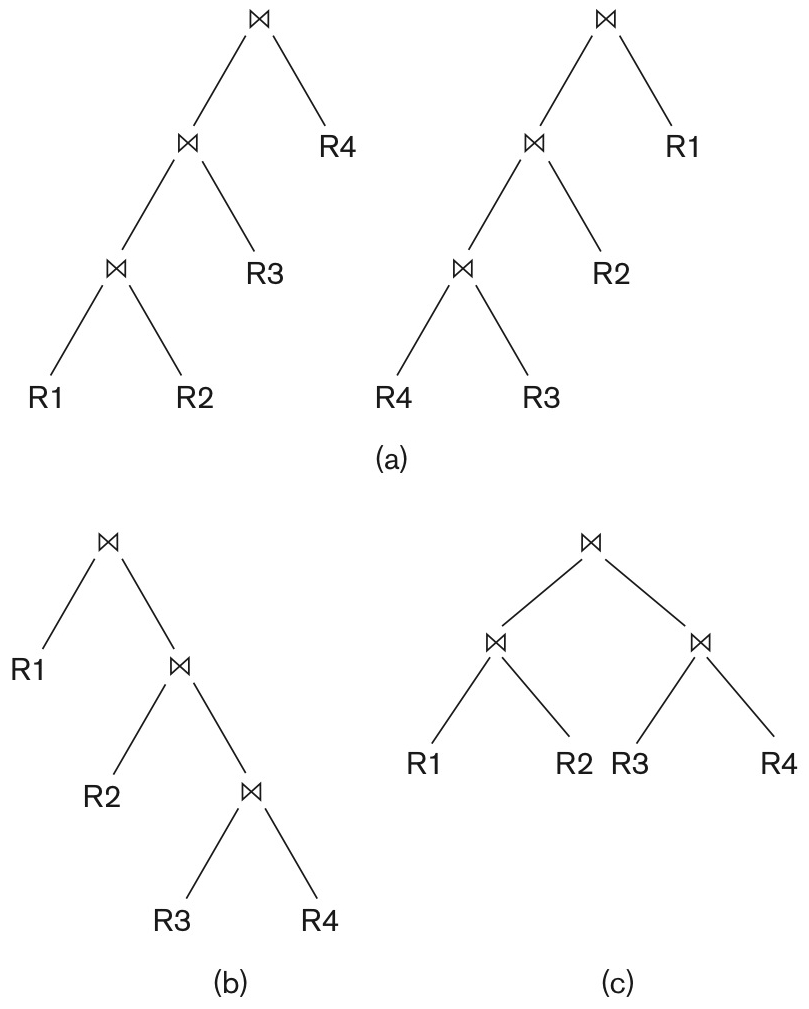 ⋈ ⋈
⋈ R4 ⋈ R1
⋈ R3 ⋈ R2
R1 R2 R4 R3
(a)
⋈ ⋈
R1 ⋈ ⋈ ⋈
R2 ⋈ R1 R2 R3 R4
R3 R4
(b) (c)